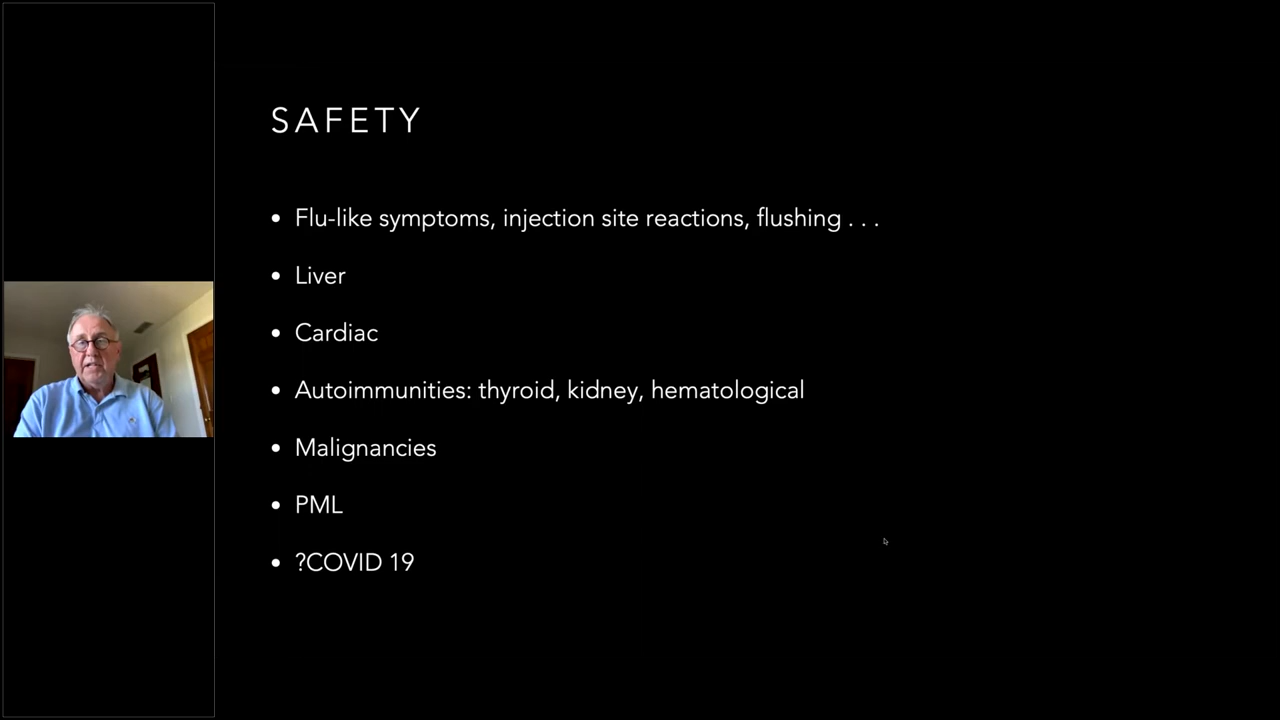 SAFETY
• Flu-like symptoms, injection site reactions, flushing . . .
• Liver
• Cardiac
• Autoimmunities: thyroid, kidney, hematological
• Malignancies
• PML
• ?COVID 19